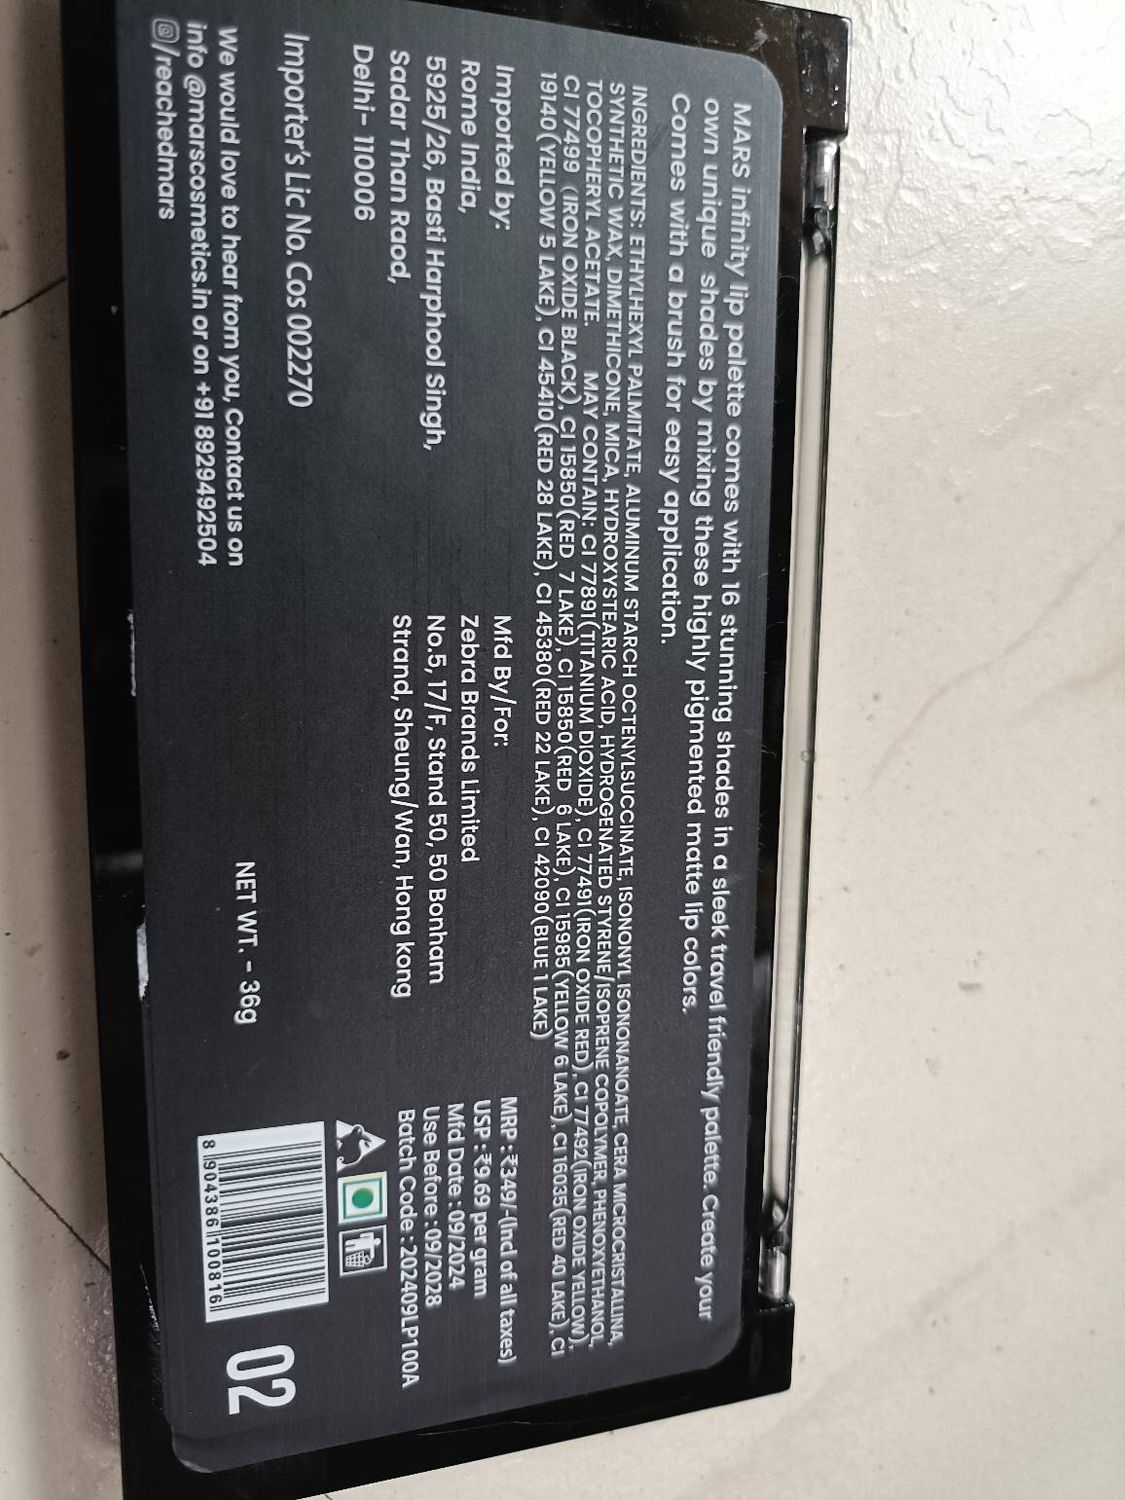 MARS infinity lip palette comes with 16 stunning shades in a sleek travel friendly palette. Create your
own unique shades by mixing these highly pigmented matte lip colors.
Comes with a brush for easy application.
INGREDIENTS: ETHYLHEXYL PALMITATE, ALUMINUM STARCH OCTENYLSUCCINATE, ISONONYL ISONONANOATE, CERA MICROCRISTALLINA,
SYNTHETIC WAX, DIMETHICONE, MICA, HYDROXYSTEARIC ACID, HYDROGENATED STYRENE/ISOPRENE COPOLYMER, PHENOXYETHANOL,
TOCOPHERYL ACETATE. MAY CONTAIN: CI 77891(TITANIUM DIOXIDE), CI 77491(IRON OXIDE RED), CI 77492(IRON OXIDE YELLOW),
CI 77499 (IRON OXIDE BLACK), CI 15850(RED 7 LAKE), CI 15850(RED 6 LAKE), CI 15985(YELLOW 6 LAKE), CI 16035(RED 40 LAKE), CI
19140(YELLOW 5 LAKE), CI 45410(RED 28 LAKE), CI 45380(RED 22 LAKE), CI 42090(BLUE 1 LAKE)
Imported by:
Rome India,
5925/26, Basti Harphool Singh,
Sadar Than Raod,
Delhi- 110006
Importer's Lic No. Cos 002270
We would love to hear from you, Contact us on
info @marscosmetics.in or on +91 8929492504
/reachedmars
Mfd By/For:
Zebra Brands Limited
No.5, 17/F, Stand 50, 50 Bonham
Strand, Sheung/Wan, Hong kong
NET WT. - 36g
MRP : ₹349/-(Incl of all taxes)
USP : ₹9.69 per gram
Mfd Date : 09/2024
Use Before : 09/2028
Batch Code : 202409LP100A
8 904386 100816
02